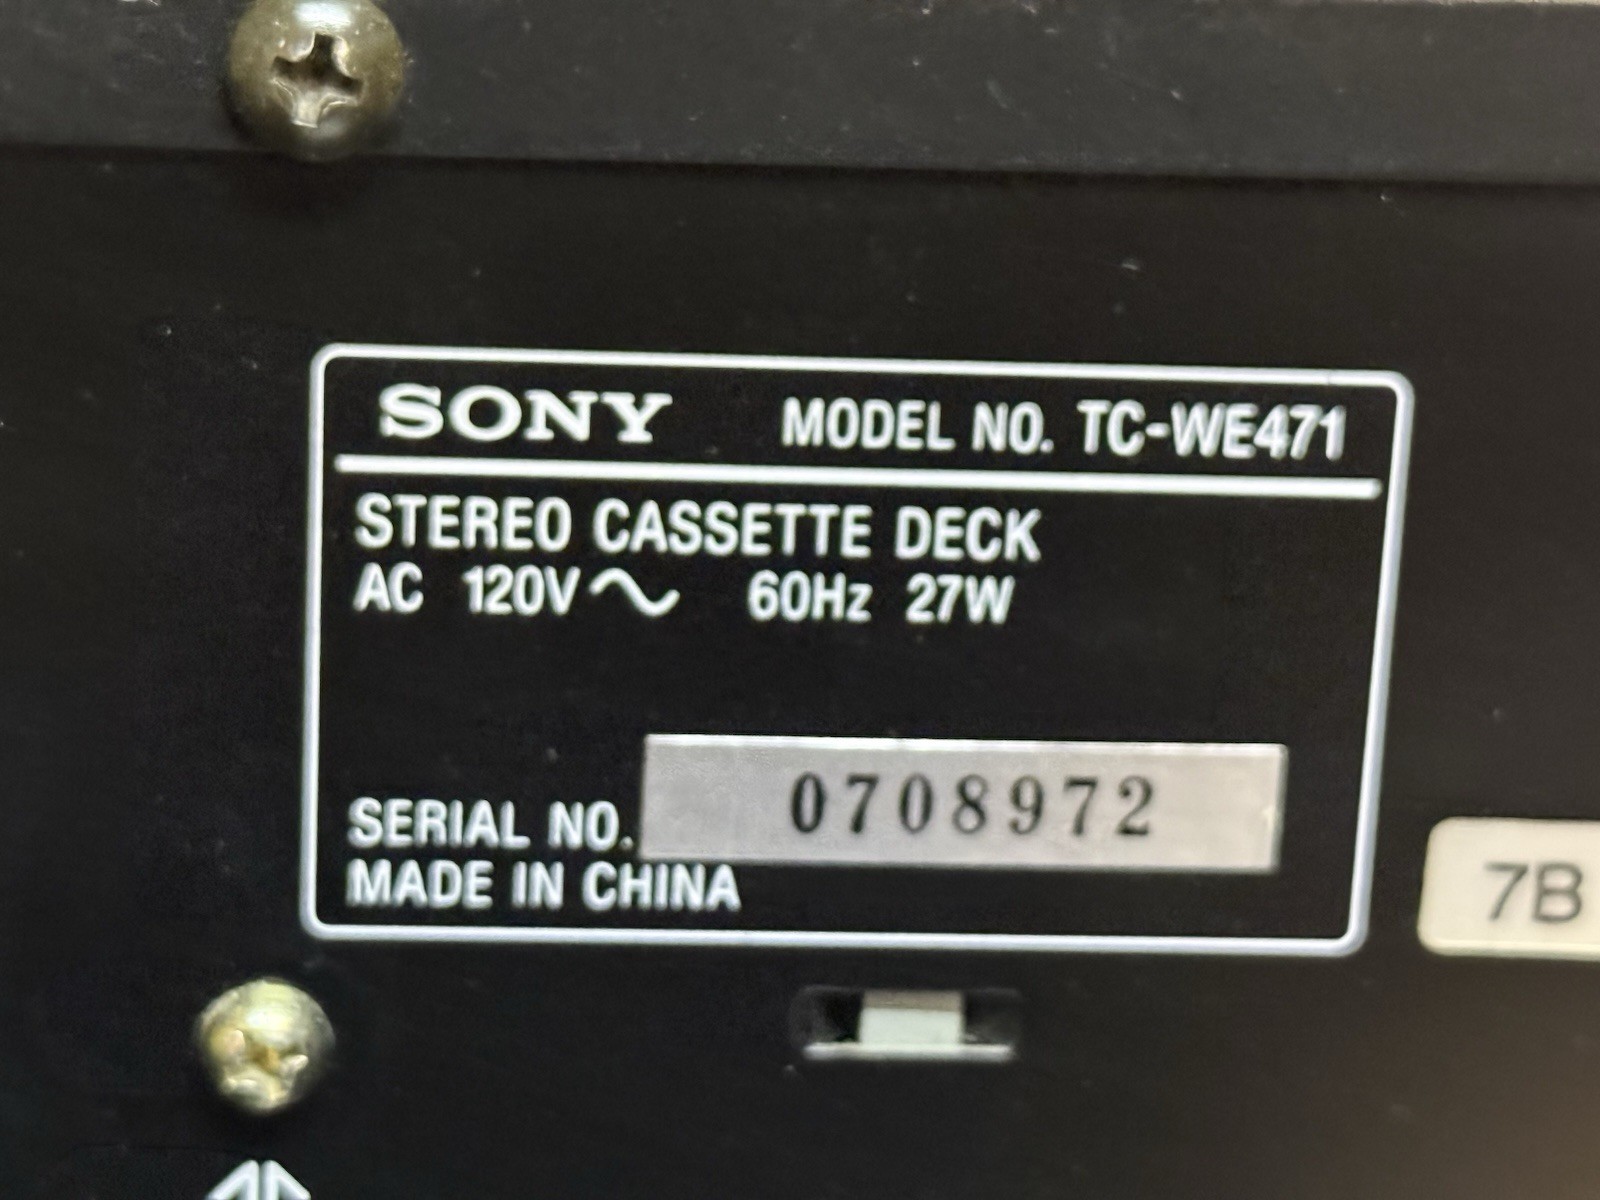 SONY MODEL NO. TC-WE471
STEREO CASSETTE DECK
AC 120V~ 60Hz 27W
SERIAL NO. 0708972
MADE IN CHINA
7B